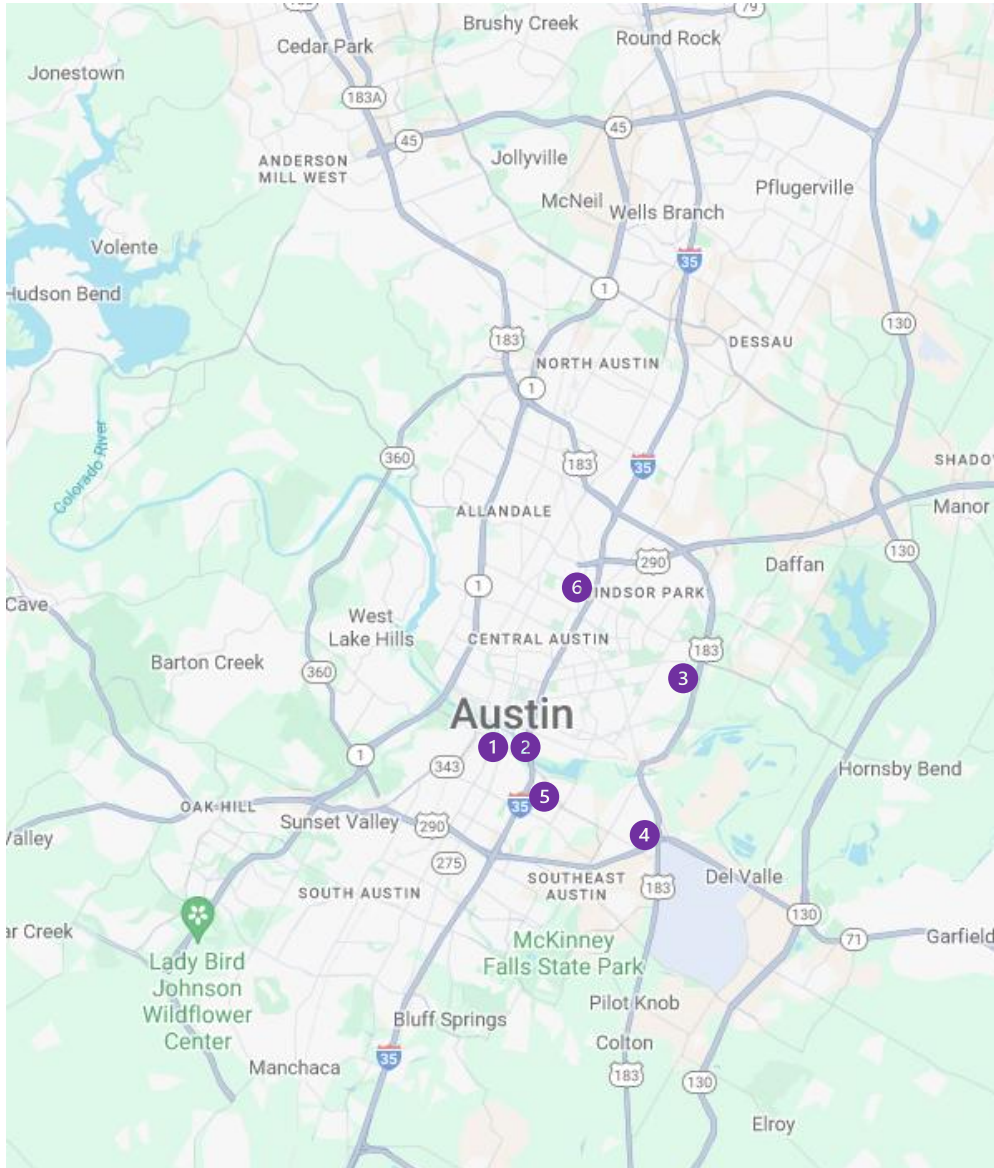 Brushy Creek
79
Cedar Park
Round Rock
Jonestown
183A
45
45
Jollyville
ANDERSON
MILL WEST
Pflugerville
McNeil
Wells Branch
Volente
35
Hudson Bend
1
130
183
DESSAU
NORTH AUSTIN
1
360
SHADO
183
35
Colorado River
Manor
ALLANDALE
130
290
Daffan
1
6
INDSOR PARK
Cave
West
Lake Hills
CENTRAL AUSTIN
183
Barton Creek
360
3
Austin
1
2
1
343
Hornsby Bend
5
35
OAK HILL
Sunset Valley
290
4
Valley
275
SOUTHEAST
AUSTIN
Del Valle
183
SOUTH AUSTIN
130
ar Creek
71
Garfield
McKinney
Falls State Park
Lady Bird
Johnson
Wildflower
Center
Pilot Knob
Bluff Springs
Colton
35
Manchaca
183
130
Elroy